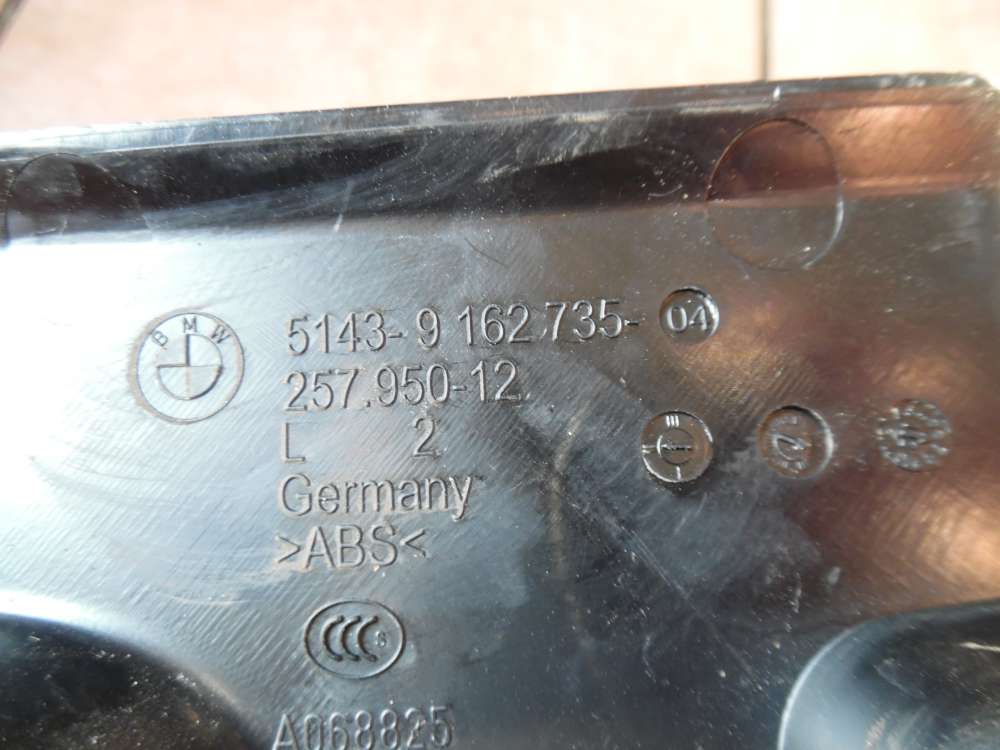 BMW
5143- 9 162 735- 04
257.950-12
L 2
Germany
>ABS<
CCC S
A068825